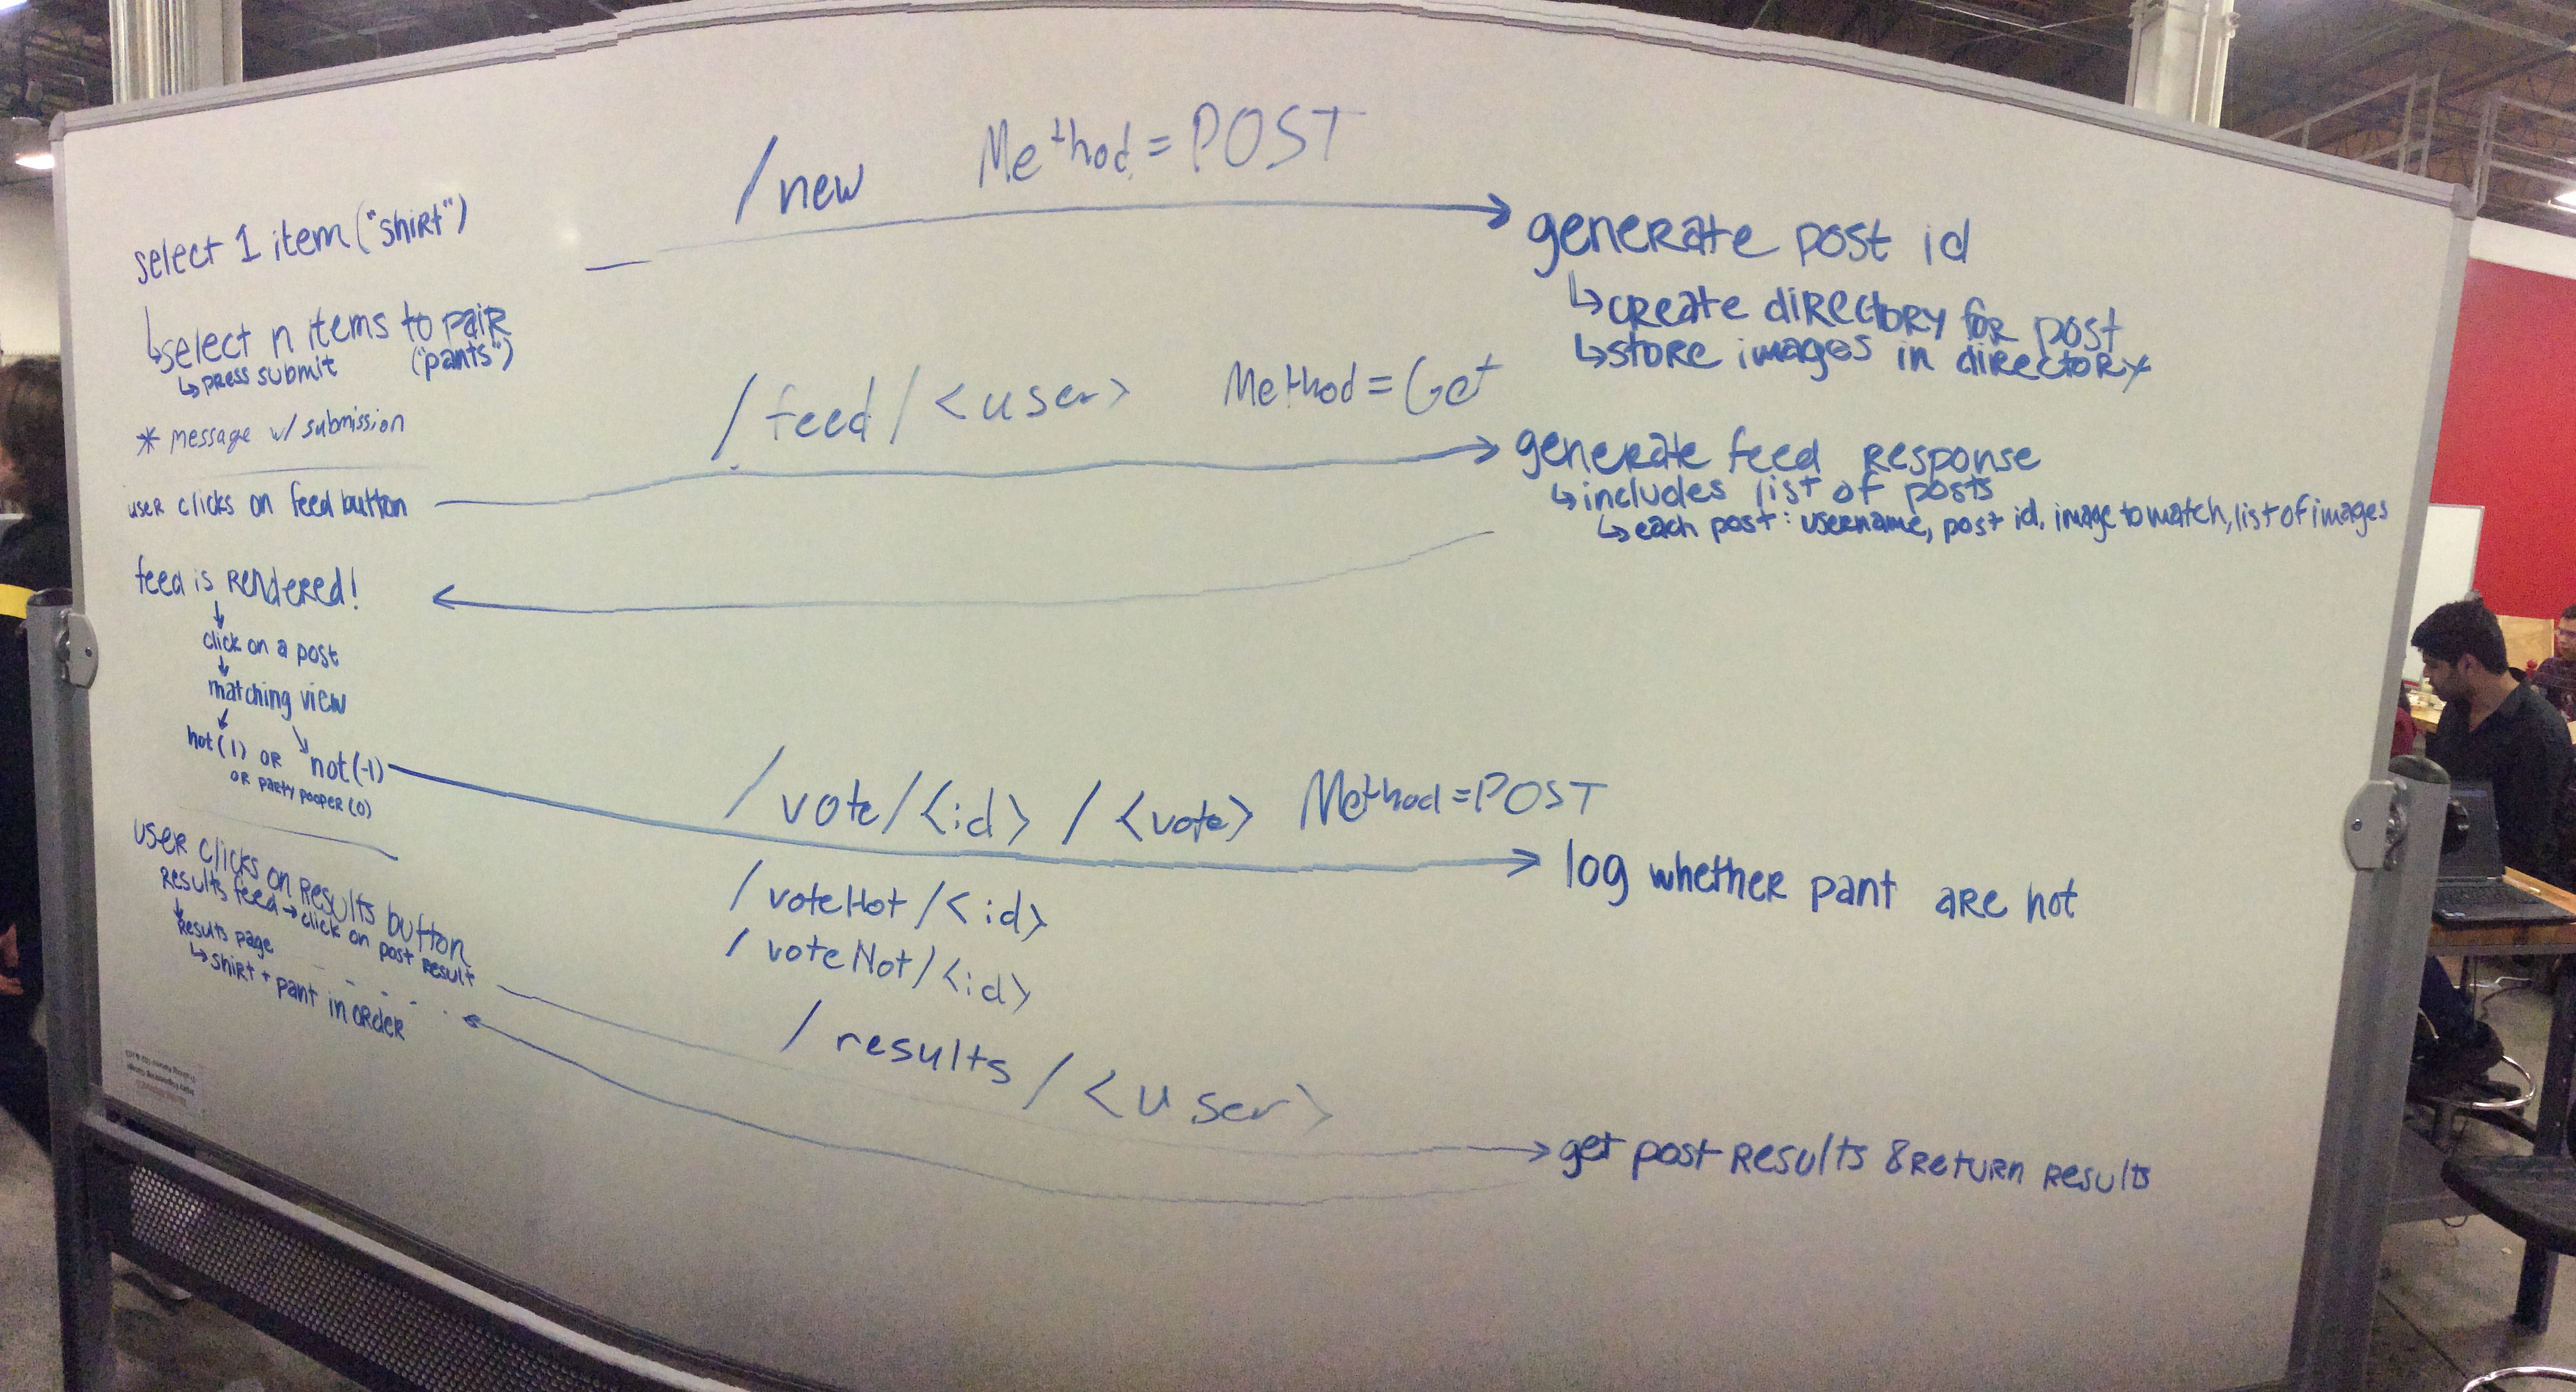 /new Method = POST
select 1 item ("shirt")
↳select n items to pair
("pants")
↳press submit
* message w/ submission
generate post id
↳create directory for post
↳store images in directory
/feed/<user> Method = Get
user clicks on feed button
generate feed response
↳includes list of posts
↳each post: username, post id, image to match, list of images
feed is rendered!
↓
click on a post
↓
matching view
hot(1) or not(-1)
or party pooper(0)
/vote/<id>/<vote> Method=POST
/voteHot/<id>
/voteNot/<id>
log whether pant are hot
user clicks on results button
results feed→click on post result
results page
↳shirt + pant in order
/results/<user>
get post results & return results